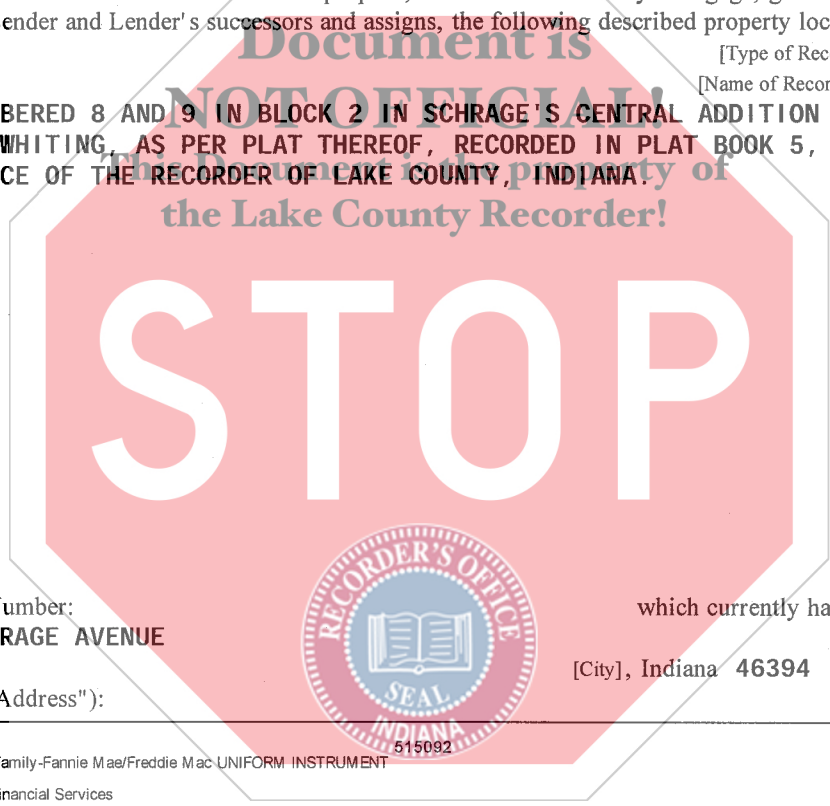 ender and Lender's successors and assigns, the following described property loc
Document is
[Type of Rec
[Name of Recor
NOT OFFICIAL!
BERED 8 AND 9 IN BLOCK 2 IN SCHRAGE'S CENTRAL ADDITION
WHITING, AS PER PLAT THEREOF, RECORDED IN PLAT BOOK 5,
This Document is the property of
CE OF THE RECORDER OF LAKE COUNTY, INDIANA.
the Lake County Recorder!
STOP
RECORDER'S OFFICE
SEAL
INDIANA
umber:
which currently ha
RAGE AVENUE
[City], Indiana 46394
Address"):
515092
amily-Fannie Mae/Freddie Mac UNIFORM INSTRUMENT
inancial Services